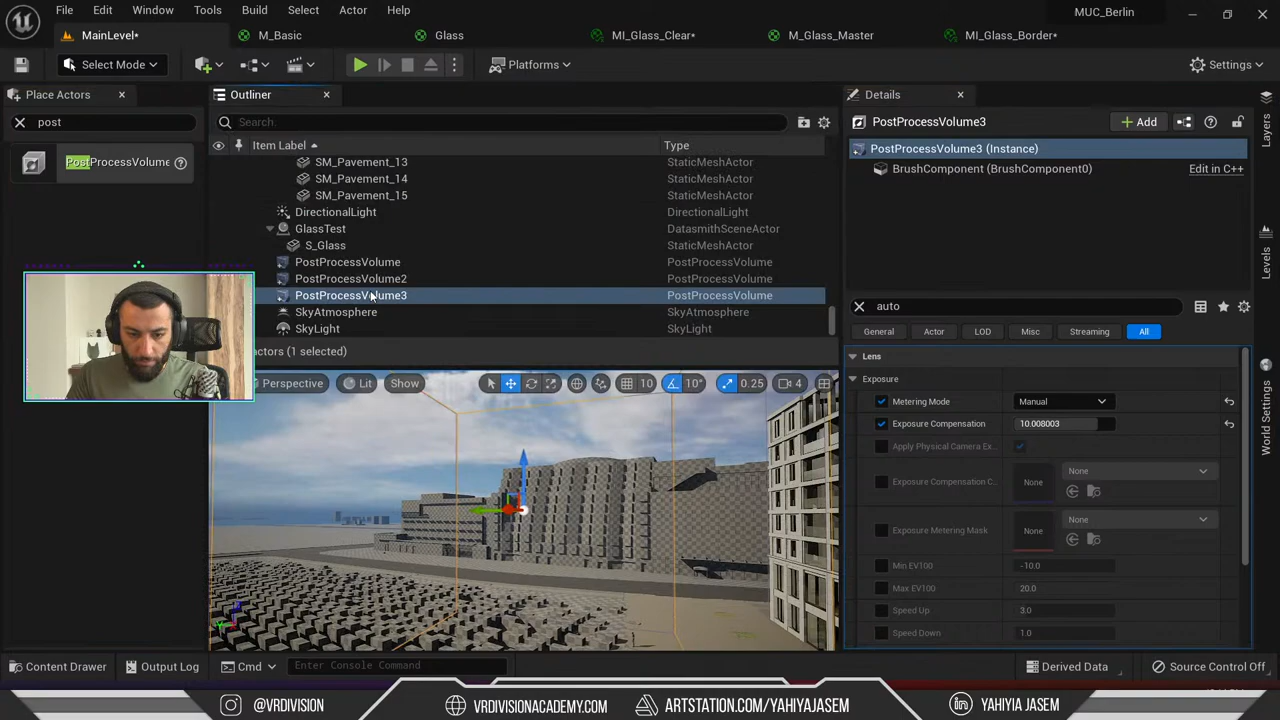 File Edit Window Tools Build Select Actor Help
MUC_Berlin
MainLevel* M_Basic Glass MI_Glass_Clear* M_Glass_Master MI_Glass_Border*
Select Mode Platforms Settings
Place Actors
post
PostProcessVolume
Outliner
Search.
Item Label Type
SM_Pavement_13 StaticMeshActor
SM_Pavement_14 StaticMeshActor
SM_Pavement_15 StaticMeshActor
DirectionalLight DirectionalLight
GlassTest DatasmithSceneActor
S_Glass StaticMeshActor
PostProcessVolume PostProcessVolume
PostProcessVolume2 PostProcessVolume
PostProcessVolume3 PostProcessVolume
SkyAtmosphere SkyAtmosphere
SkyLight SkyLight
actors (1 selected)
Perspective Lit Show 10 10° 0.25 4
Details
PostProcessVolume3 Add
PostProcessVolume3 (Instance)
BrushComponent (BrushComponent0) Edit in C++
auto
General Actor LOD Misc Streaming All
Lens
Exposure
Metering Mode Manual
Exposure Compensation 10.008003
Apply Physical Camera Ex...
Exposure Compensation C... None None
Exposure Metering Mask None None
Min EV100 -10.0
Max EV100 20.0
Speed Up 3.0
Speed Down 1.0
Layers
Levels
World Settings
Content Drawer Output Log Cmd Enter Console Command Derived Data Source Control Off
@VRDIVISION VRDIVISIONACADEMY.COM ARTSTATION.COM/YAHIYAJASEM YAHIYIA JASEM